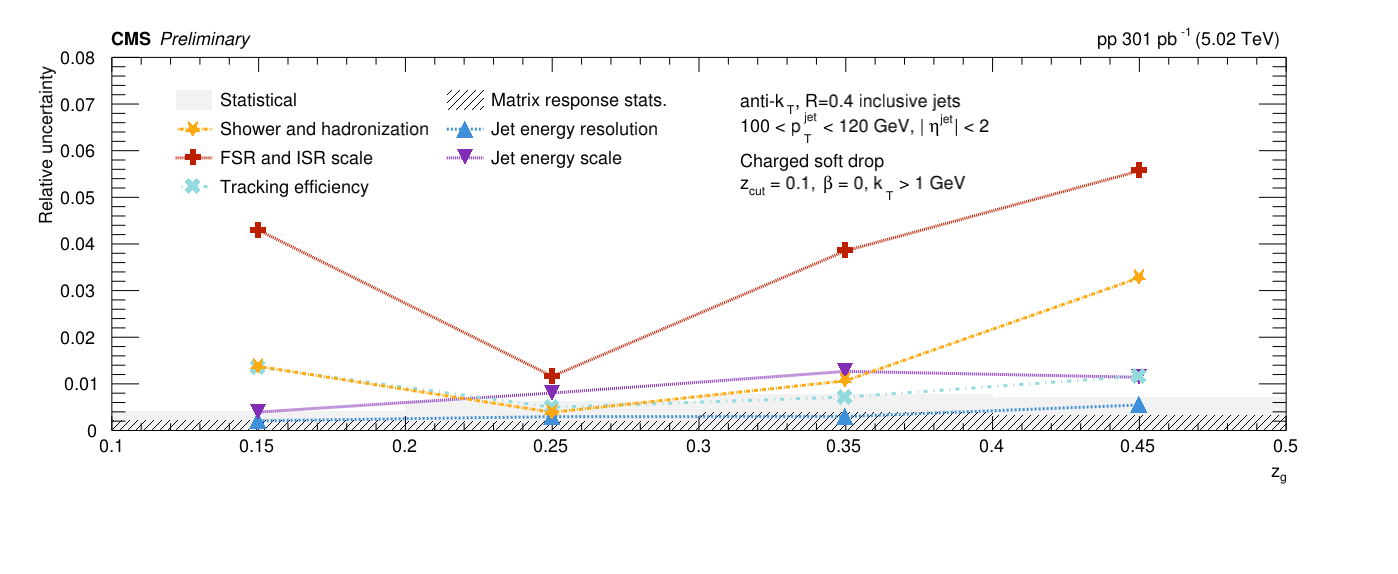 CMS Preliminary pp 301 pb⁻¹ (5.02 TeV)
0.08
0.07
0.06
0.05
0.04
0.03
0.02
0.01
0
Relative uncertainty
Statistical
Shower and hadronization
FSR and ISR scale
Tracking efficiency
Matrix response stats.
Jet energy resolution
Jet energy scale
anti-k_T, R=0.4 inclusive jets
100 < p_T^jet < 120 GeV, | η^jet| < 2
Charged soft drop
z_cut = 0.1, β = 0, k_T > 1 GeV
0.1 0.15 0.2 0.25 0.3 0.35 0.4 0.45 0.5
z_g